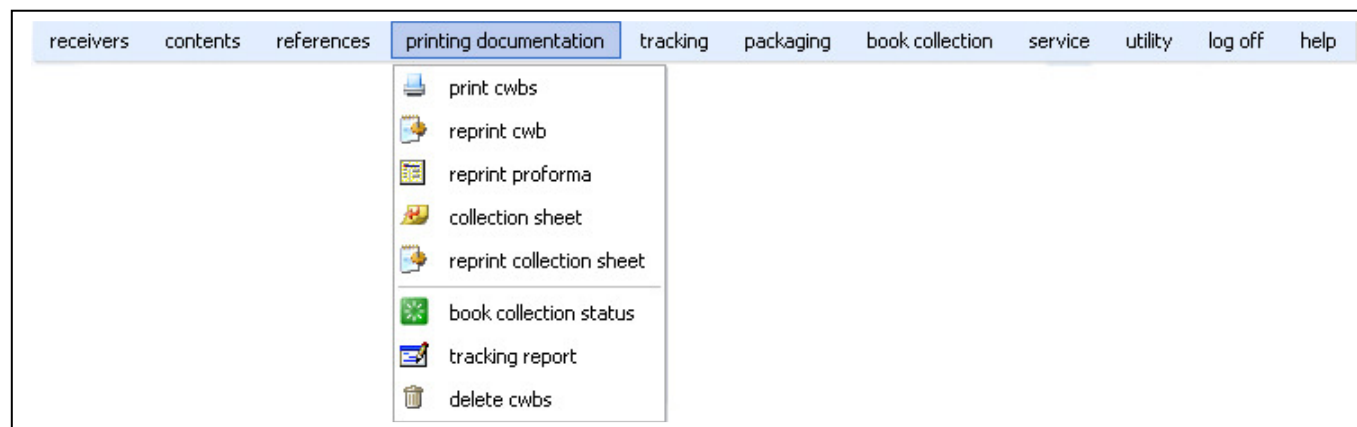 receivers contents references printing documentation tracking packaging book collection service utility log off help
print cwbs
reprint cwb
reprint proforma
collection sheet
reprint collection sheet
book collection status
tracking report
delete cwbs